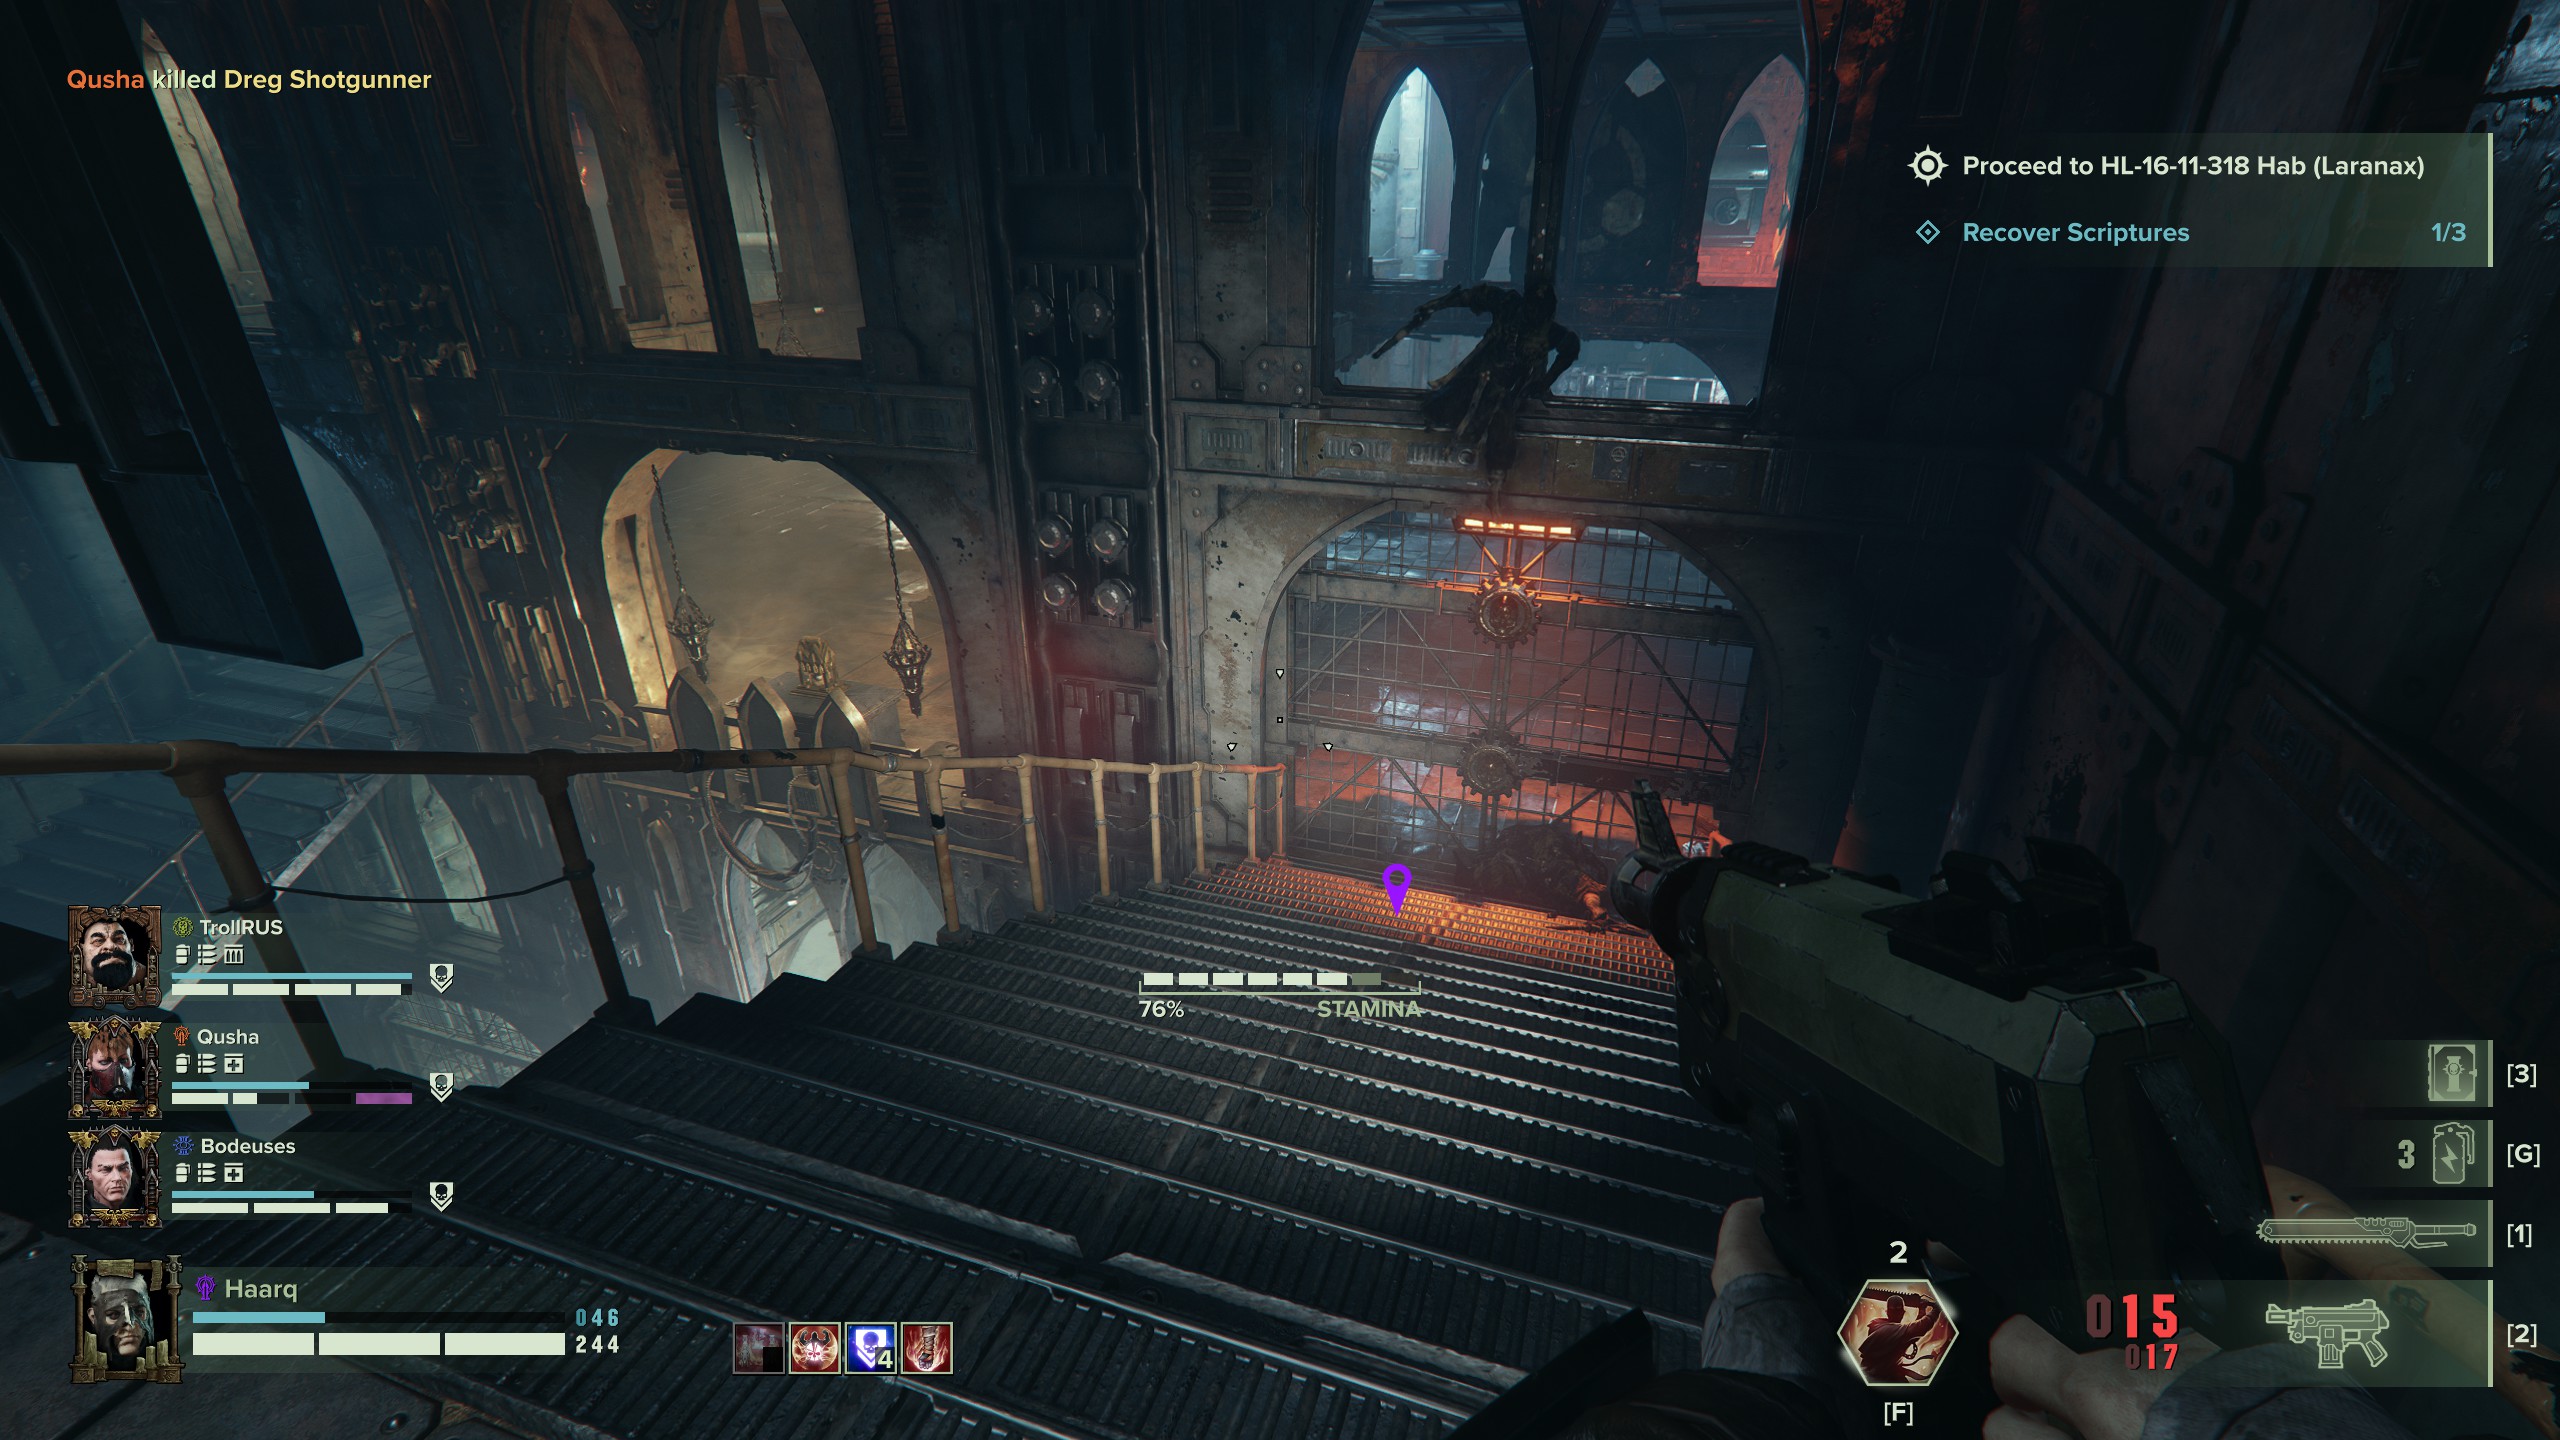 Qusha killed Dreg Shotgunner
Proceed to HL-16-11-318 Hab (Laranax)
Recover Scriptures 1/3
TrollRUS
76% STAMINA
Qusha
Bodeuses
Haarq
046
244
4
2
[F]
015
017
[3]
3 [G]
[1]
[2]